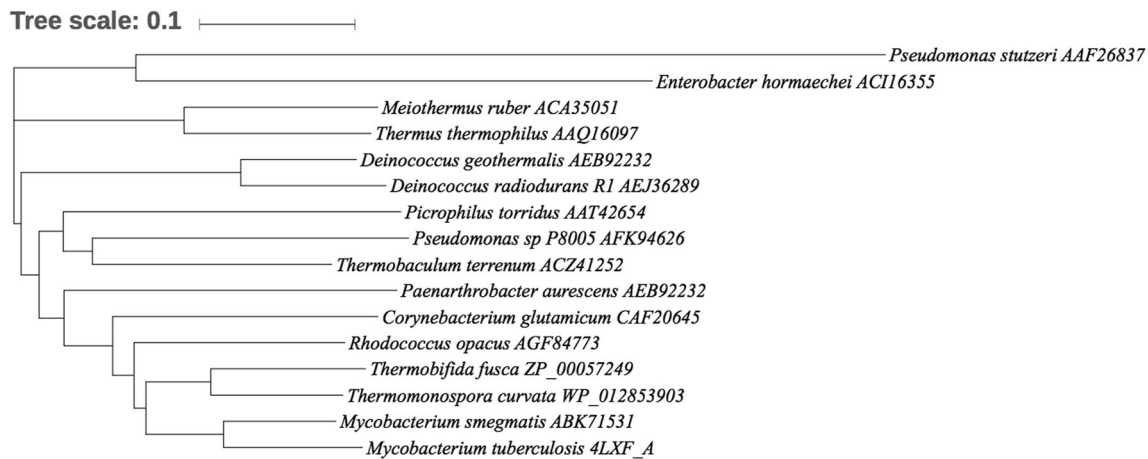 Tree scale: 0.1
Pseudomonas stutzeri AAF26837
Enterobacter hormaechei ACI16355
Meiothermus ruber ACA35051
Thermus thermophilus AAQ16097
Deinococcus geothermalis AEB92232
Deinococcus radiodurans R1 AEJ36289
Picrophilus torridus AAT42654
Pseudomonas sp P8005 AFK94626
Thermobaculum terrenum ACZ41252
Paenarthrobacter aurescens AEB92232
Corynebacterium glutamicum CAF20645
Rhodococcus opacus AGF84773
Thermobifida fusca ZP_00057249
Thermomonospora curvata WP_012853903
Mycobacterium smegmatis ABK71531
Mycobacterium tuberculosis 4LXF_A